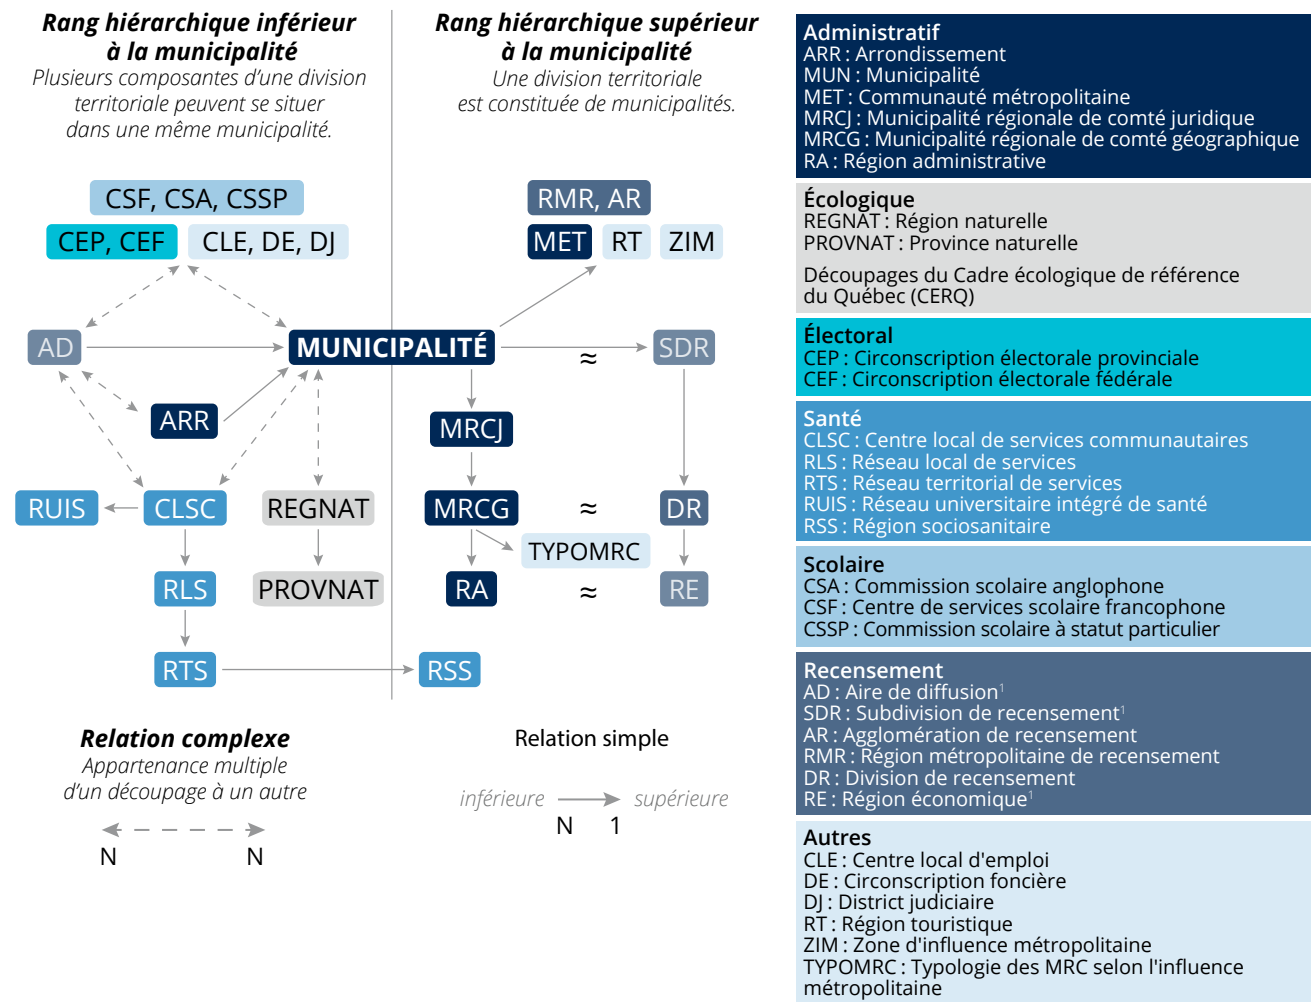 Rang hiérarchique inférieur
à la municipalité
Plusieurs composantes d'une division
territoriale peuvent se situer
dans une même municipalité.
Rang hiérarchique supérieur
à la municipalité
Une division territoriale
est constituée de municipalités.
CSF, CSA, CSSP
CEP, CEF
CLE, DE, DJ
RMR, AR
MET
RT
ZIM
AD
MUNICIPALITÉ
≈
SDR
ARR
MRCJ
RUIS
CLSC
REGNAT
MRCG
≈
DR
TYPOMRC
RLS
PROVNAT
RA
≈
RE
RTS
RSS
Relation complexe
Appartenance multiple
d'un découpage à un autre
N
N
Relation simple
inférieure
supérieure
N
1
Administratif
ARR : Arrondissement
MUN : Municipalité
MET : Communauté métropolitaine
MRCJ : Municipalité régionale de comté juridique
MRCG : Municipalité régionale de comté géographique
RA : Région administrative
Écologique
REGNAT : Région naturelle
PROVNAT : Province naturelle
Découpages du Cadre écologique de référence
du Québec (CERQ)
Électoral
CEP : Circonscription électorale provinciale
CEF : Circonscription électorale fédérale
Santé
CLSC : Centre local de services communautaires
RLS : Réseau local de services
RTS : Réseau territorial de services
RUIS : Réseau universitaire intégré de santé
RSS : Région sociosanitaire
Scolaire
CSA : Commission scolaire anglophone
CSF : Centre de services scolaire francophone
CSSP : Commission scolaire à statut particulier
Recensement
AD : Aire de diffusion¹
SDR : Subdivision de recensement¹
AR : Agglomération de recensement
RMR : Région métropolitaine de recensement
DR : Division de recensement
RE : Région économique¹
Autres
CLE : Centre local d'emploi
DE : Circonscription foncière
DJ : District judiciaire
RT : Région touristique
ZIM : Zone d'influence métropolitaine
TYPOMRC : Typologie des MRC selon l'influence
métropolitaine